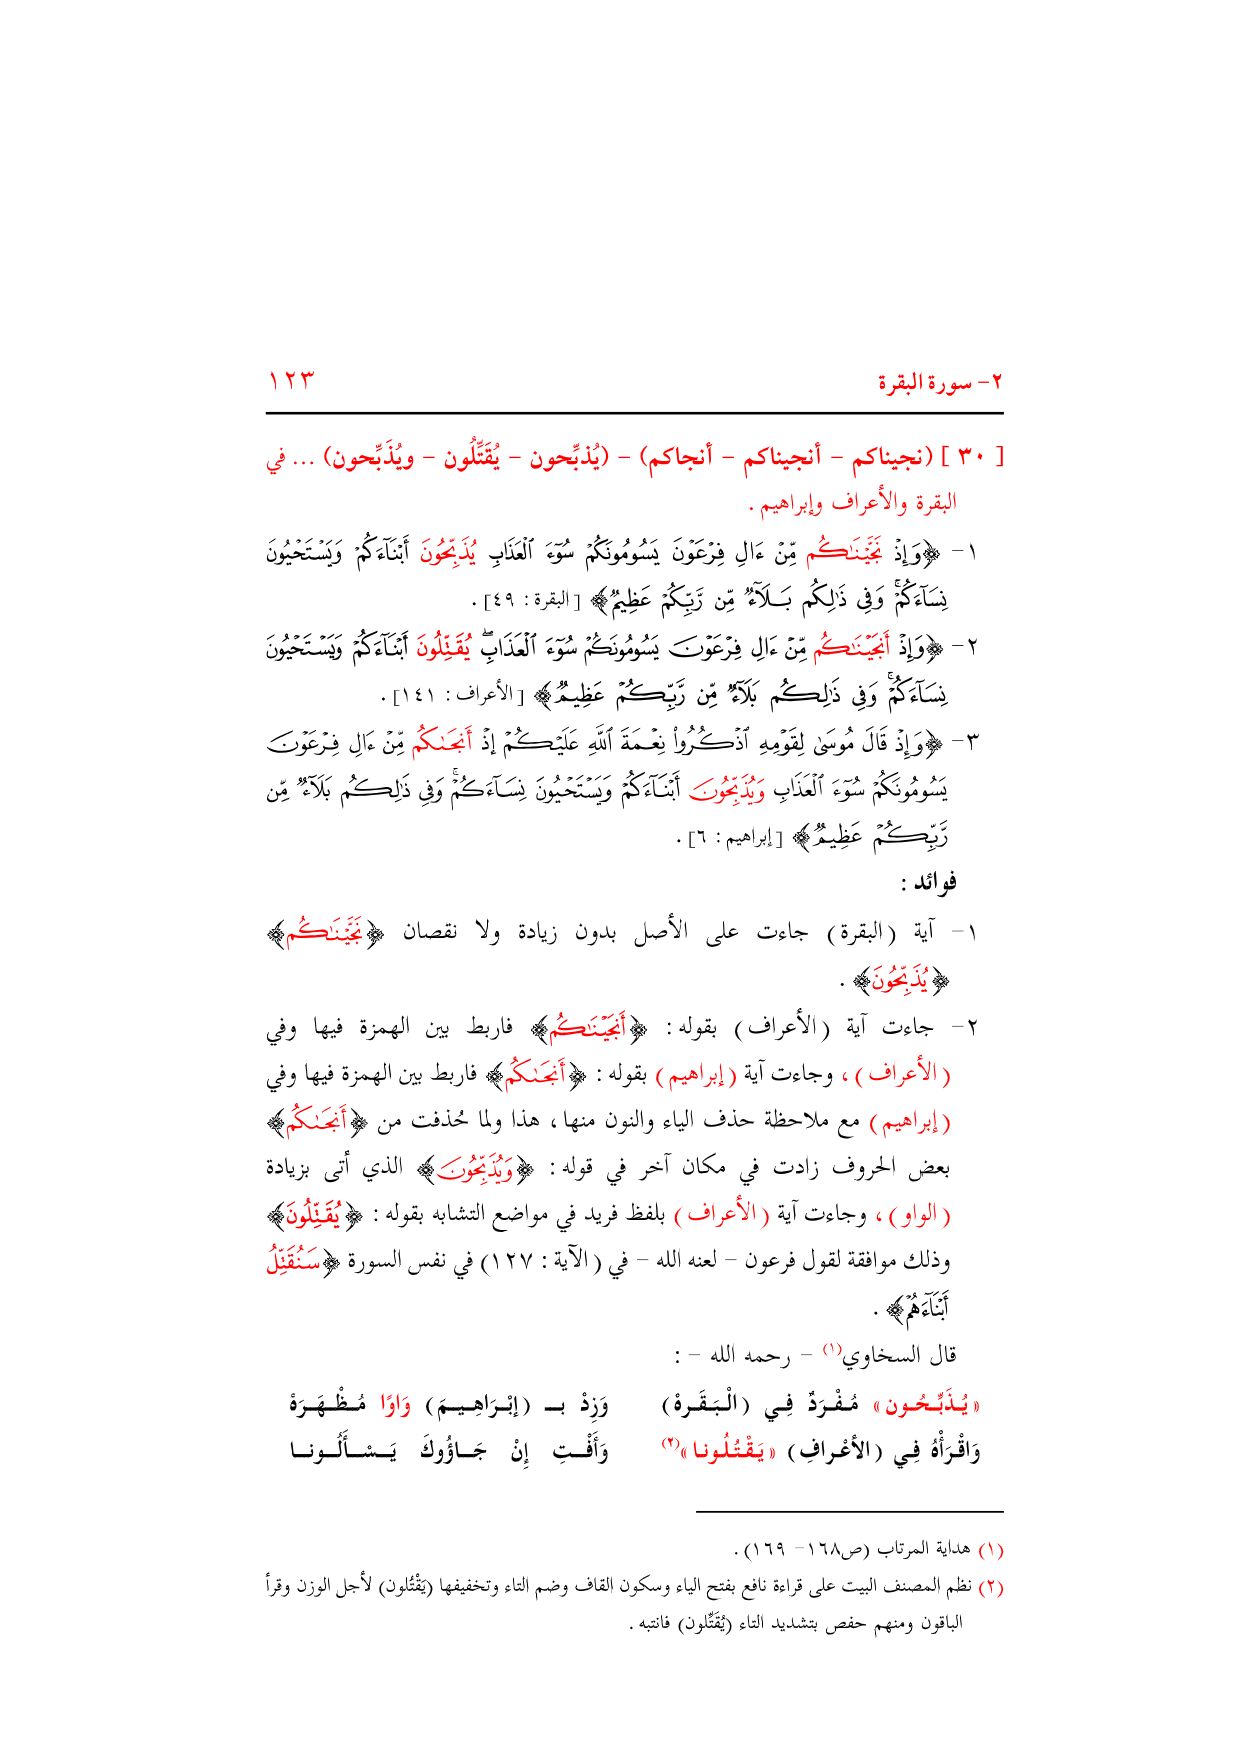 ٢- سورة البقرة ١٢٣
[ ٣٠ ] (نجيناكم – أنجيناكم – أنجاكم) – (يُذبِّحون – يُقَتِّلُون – ويُذَبِّحون) ... في
البقرة والأعراف وإبراهيم .
١- ﴿وَإِذْ نَجَّيْنَٰكُم مِّنْ ءَالِ فِرْعَوْنَ يَسُومُونَكُمْ سُوٓءَ ٱلْعَذَابِ يُذَبِّحُونَ أَبْنَآءَكُمْ وَيَسْتَحْيُونَ
نِسَآءَكُمْ ۚ وَفِى ذَٰلِكُم بَلَآءٌ مِّن رَّبِّكُمْ عَظِيمٌ﴾ [البقرة : ٤٩] .
٢- ﴿وَإِذْ أَنجَيْنَٰكُم مِّنْ ءَالِ فِرْعَوْنَ يَسُومُونَكُمْ سُوٓءَ ٱلْعَذَابِ ۖ يُقَتِّلُونَ أَبْنَآءَكُمْ وَيَسْتَحْيُونَ
نِسَآءَكُمْ ۚ وَفِى ذَٰلِكُم بَلَآءٌ مِّن رَّبِّكُمْ عَظِيمٌ﴾ [الأعراف : ١٤١] .
٣- ﴿وَإِذْ قَالَ مُوسَىٰ لِقَوْمِهِ ٱذْكُرُوا۟ نِعْمَةَ ٱللَّهِ عَلَيْكُمْ إِذْ أَنجَىٰكُم مِّنْ ءَالِ فِرْعَوْنَ
يَسُومُونَكُمْ سُوٓءَ ٱلْعَذَابِ وَيُذَبِّحُونَ أَبْنَآءَكُمْ وَيَسْتَحْيُونَ نِسَآءَكُمْ ۚ وَفِى ذَٰلِكُم بَلَآءٌ مِّن
رَّبِّكُمْ عَظِيمٌ﴾ [إبراهيم : ٦] .
فوائد :
١- آية (البقرة) جاءت على الأصل بدون زيادة ولا نقصان ﴿نَجَّيْنَٰكُم﴾
﴿يُذَبِّحُونَ﴾ .
٢- جاءت آية (الأعراف) بقوله : ﴿أَنجَيْنَٰكُم﴾ فاربط بين الهمزة فيها وفي
(الأعراف) ، وجاءت آية (إبراهيم) بقوله : ﴿أَنجَىٰكُم﴾ فاربط بين الهمزة فيها وفي
(إبراهيم) مع ملاحظة حذف الياء والنون منها ، هذا ولما حُذفت من ﴿أَنجَىٰكُم﴾
بعض الحروف زادت في مكان آخر في قوله : ﴿وَيُذَبِّحُونَ﴾ الذي أتى بزيادة
(الواو) ، وجاءت آية (الأعراف) بلفظ فريد في مواضع التشابه بقوله : ﴿يُقَتِّلُونَ﴾
وذلك موافقة لقول فرعون – لعنه الله – في (الآية : ١٢٧) في نفس السورة ﴿سَنُقَتِّلُ
أَبْنَآءَهُمْ﴾ .
قال السخاوي(١) – رحمه الله – :
«يُذَبِّحُون» مُفْرَدٌ فِي (الْبَقَرهْ) وَزِدْ بـ (إبْرَاهِيمَ) وَاوًا مُظْهَرَهْ
وَاقْرَأْهُ فِي (الأعْرافِ) «يَقْتُلُونا»(٢) وَأَفْتِ إنْ جَاؤُوكَ يَسْأَلُونا
(١) هداية المرتاب (ص١٦٨- ١٦٩) .
(٢) نظم المصنف البيت على قراءة نافع بفتح الياء وسكون القاف وضم التاء وتخفيفها (يَقْتُلون) لأجل الوزن وقرأ
الباقون ومنهم حفص بتشديد التاء (يُقَتِّلون) فانتبه .